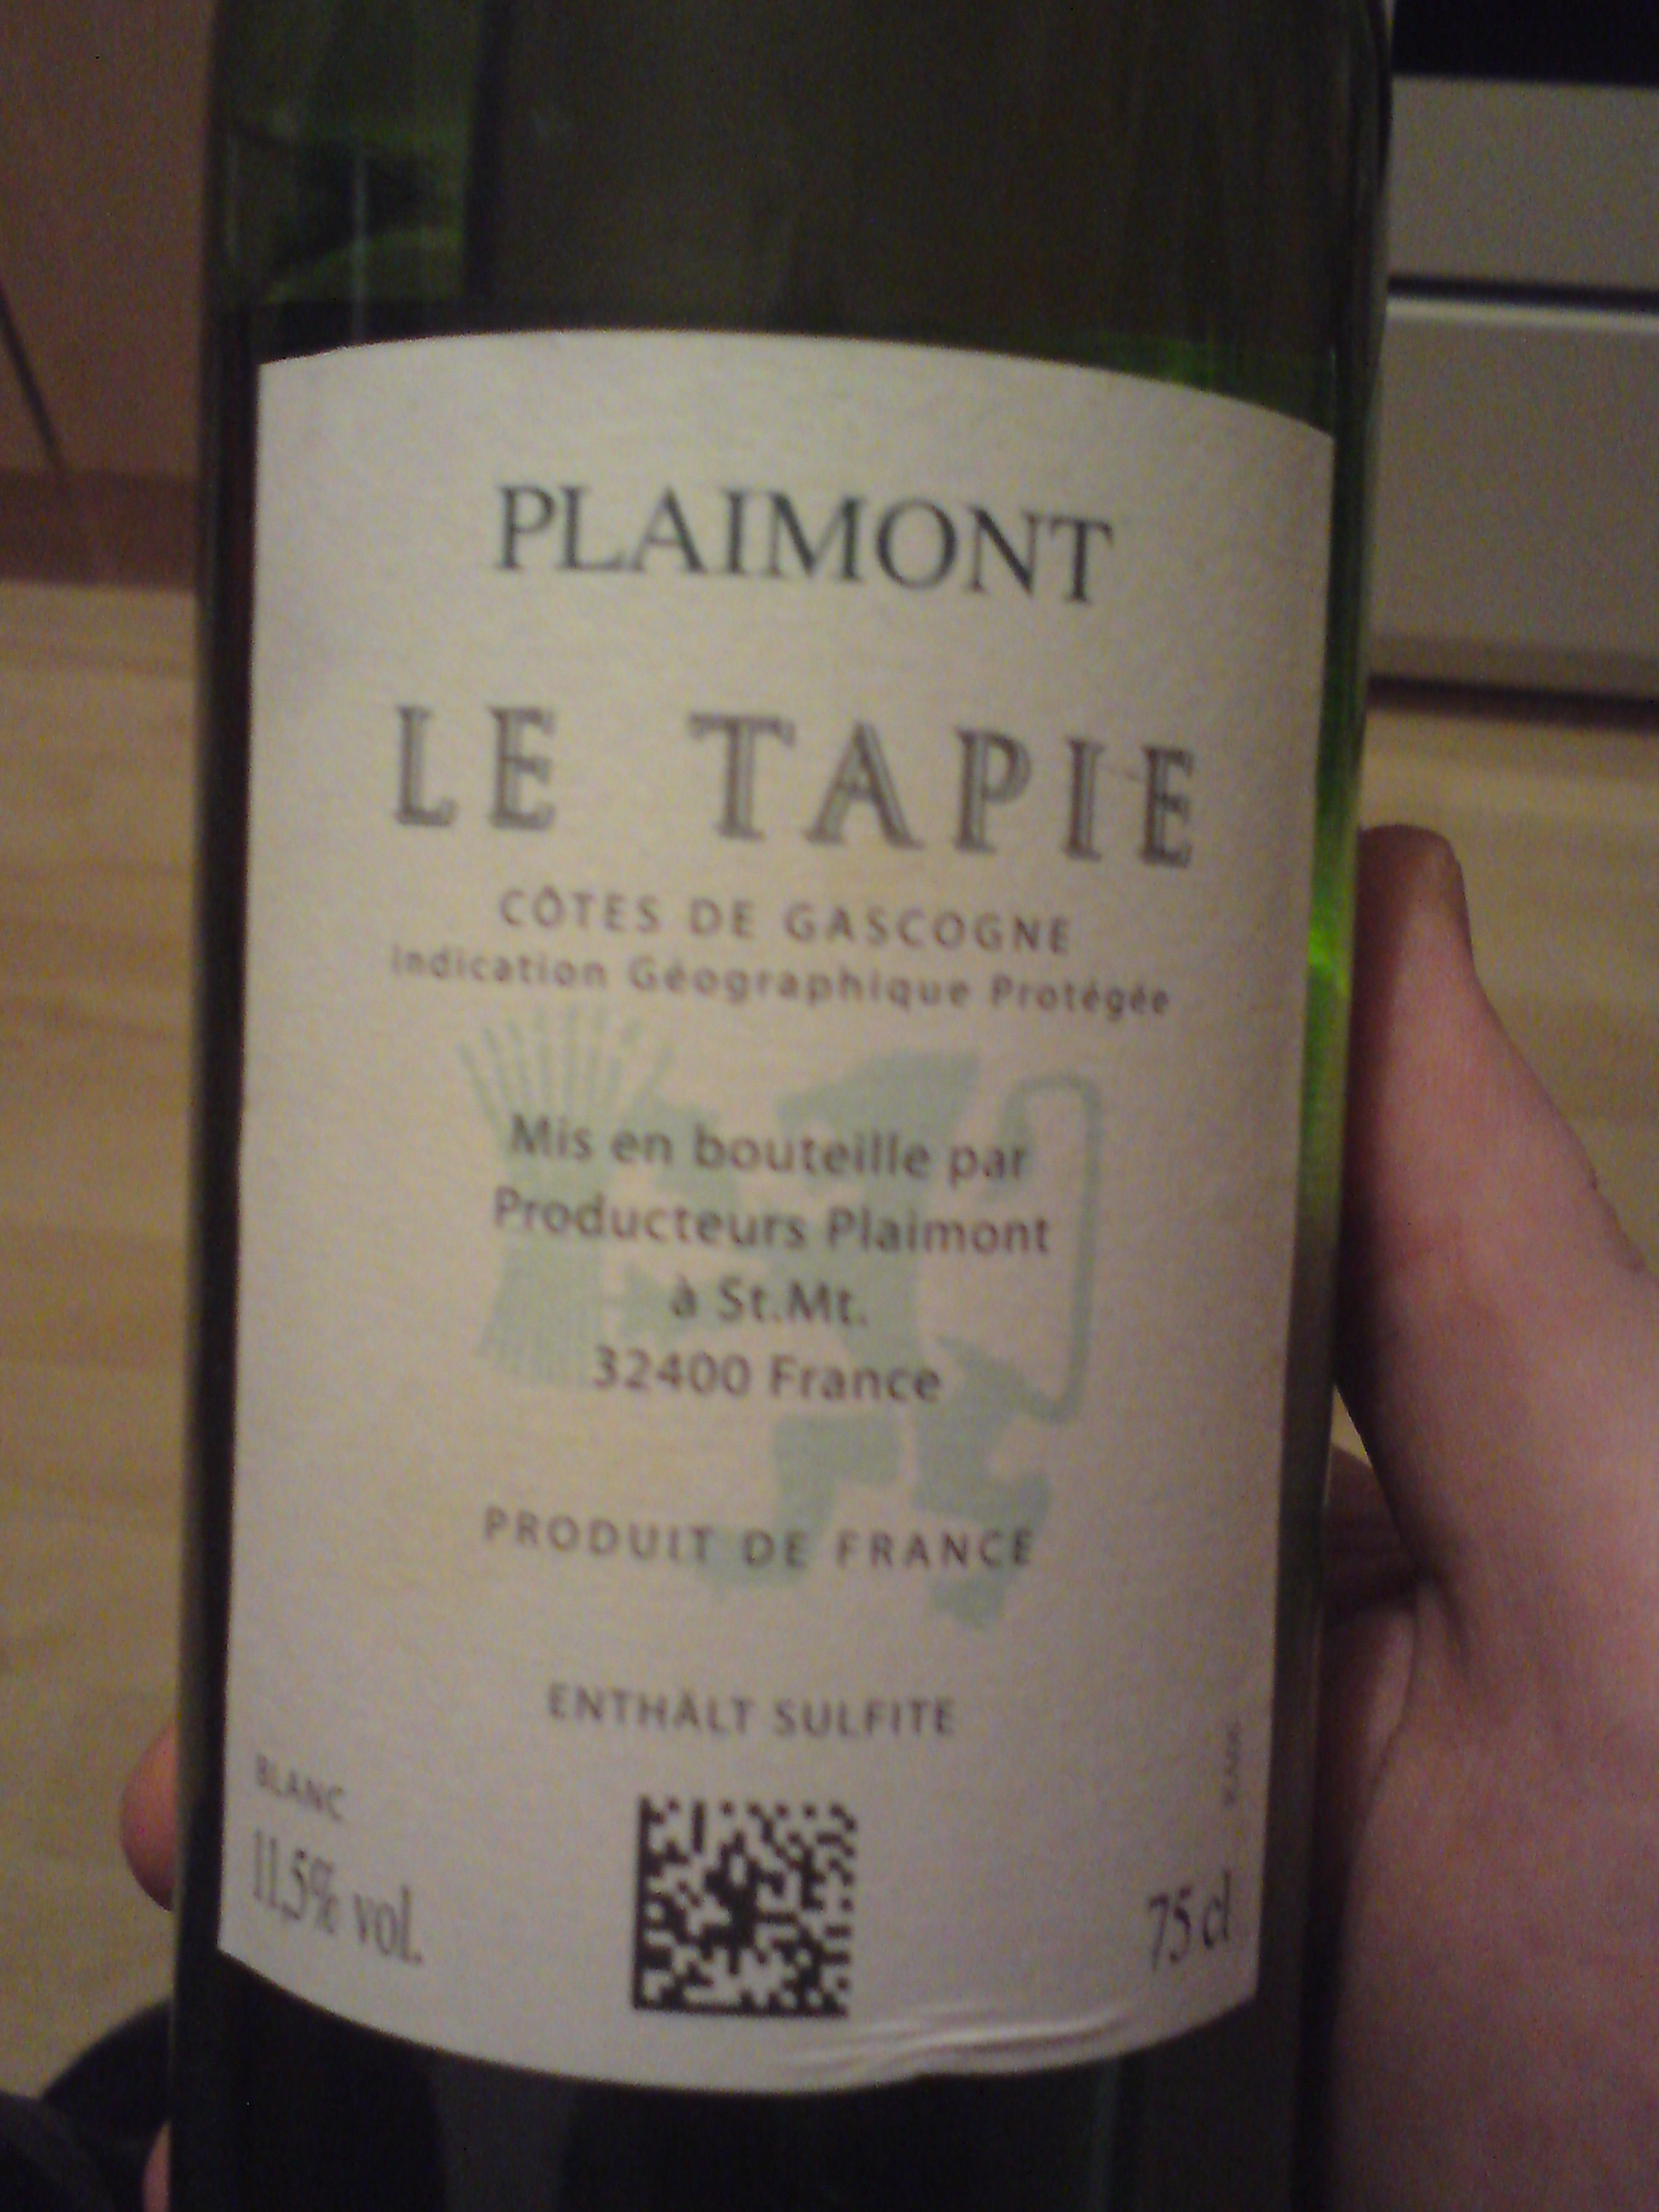 PLAIMONT
LE TAPIE
CÔTES DE GASCOGNE
Indication Géographique Protégée
Mis en bouteille par
Producteurs Plaimont
à St.Mt.
32400 France
PRODUIT DE FRANCE
ENTHÄLT SULFITE
BLANC
11,5% vol.
75 cl